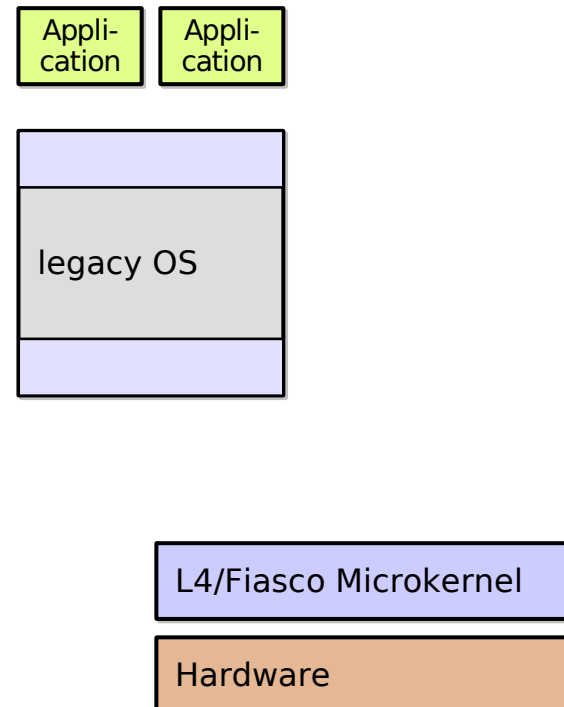 Appli-
cation
Appli-
cation
legacy OS
L4/Fiasco Microkernel
Hardware